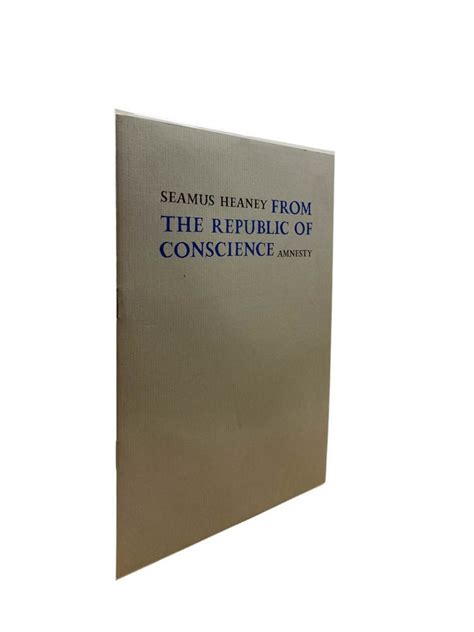 SEAMUS HEANEY FROM
THE REPUBLIC OF
CONSCIENCE AMNESTY